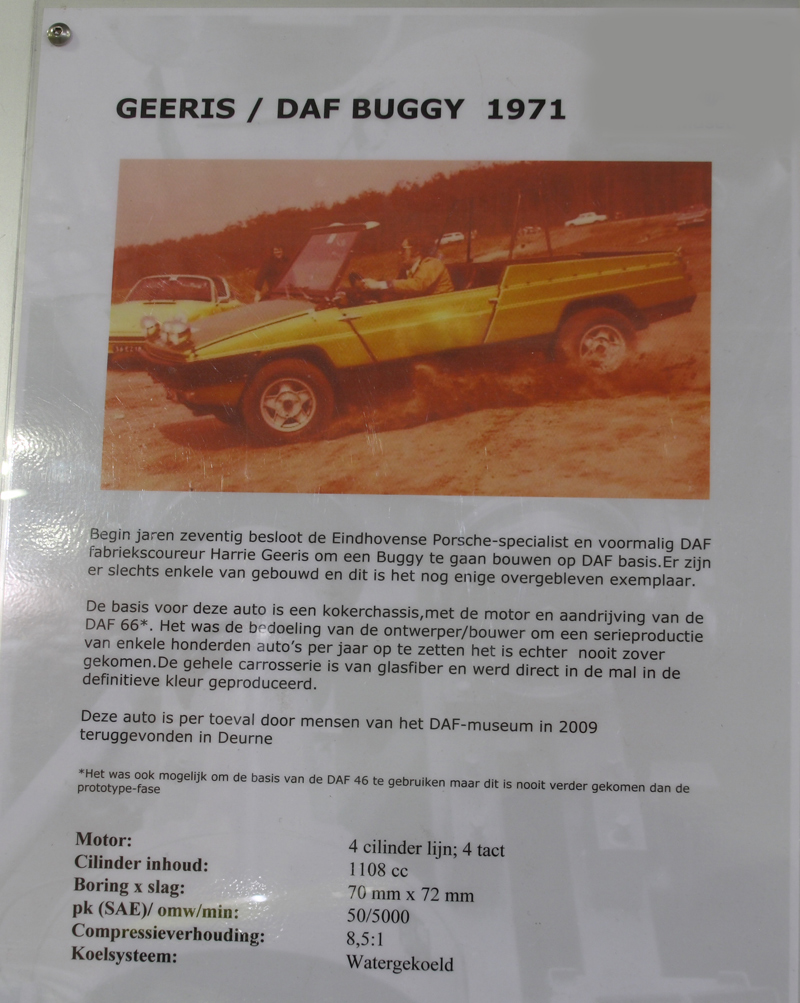 GEERIS / DAF BUGGY 1971
Begin jaren zeventig besloot de Eindhovense Porsche-specialist en voormalig DAF
fabriekscoureur Harrie Geeris om een Buggy te gaan bouwen op DAF basis.Er zijn
er slechts enkele van gebouwd en dit is het nog enige overgebleven exemplaar.
De basis voor deze auto is een kokerchassis,met de motor en aandrijving van de
DAF 66*. Het was de bedoeling van de ontwerper/bouwer om een serieproductie
van enkele honderden auto's per jaar op te zetten het is echter nooit zover
gekomen.De gehele carrosserie is van glasfiber en werd direct in de mal in de
definitieve kleur geproduceerd.
Deze auto is per toeval door mensen van het DAF-museum in 2009
teruggevonden in Deurne
*Het was ook mogelijk om de basis van de DAF 46 te gebruiken maar dit is nooit verder gekomen dan de
prototype-fase
Motor: 4 cilinder lijn; 4 tact
Cilinder inhoud: 1108 cc
Boring x slag: 70 mm x 72 mm
pk (SAE)/ omw/min: 50/5000
Compressieverhouding: 8,5:1
Koelsysteem: Watergekoeld